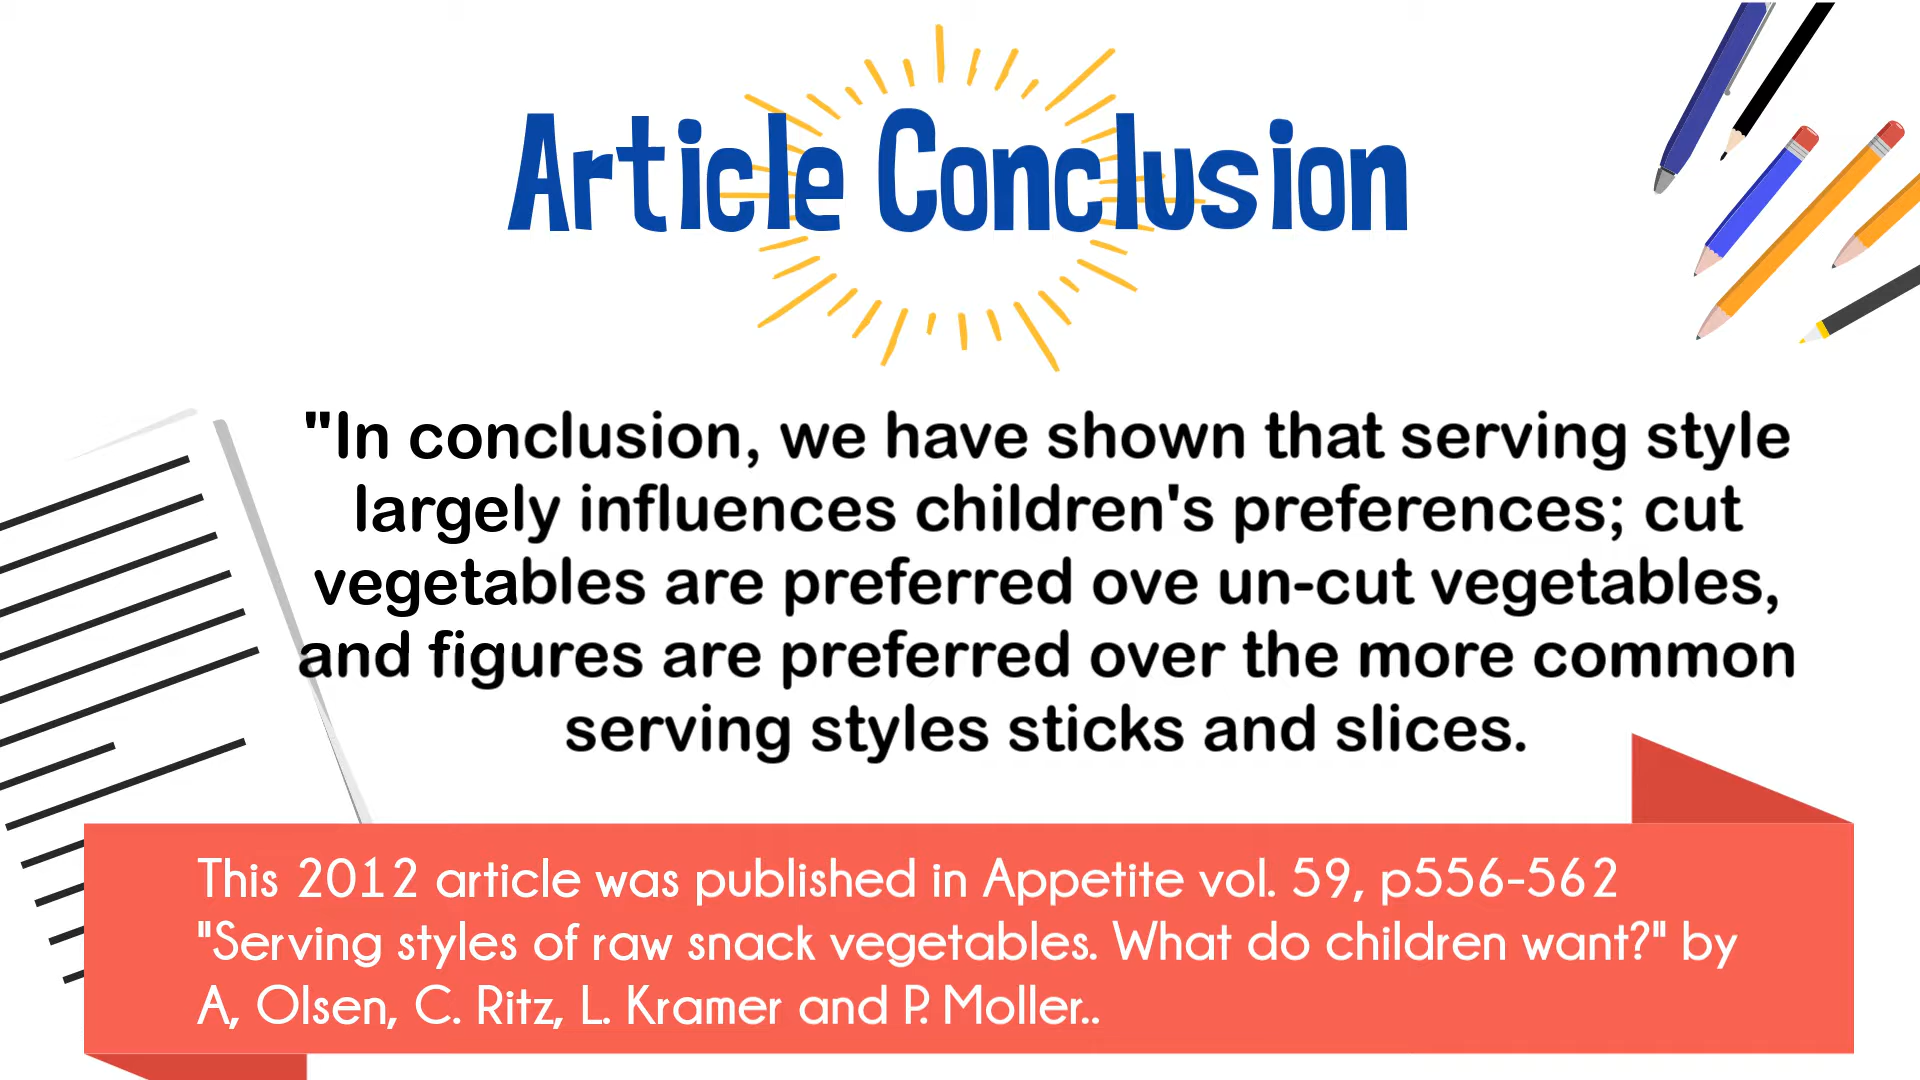 Article Conclusion
"In conclusion, we have shown that serving style
largely influences children's preferences; cut
vegetables are preferred ove un-cut vegetables,
and figures are preferred over the more common
serving styles sticks and slices.
This 2012 article was published in Appetite vol. 59, p556-562
"Serving styles of raw snack vegetables. What do children want?" by
A, Olsen, C. Ritz, L. Kramer and P. Moller..